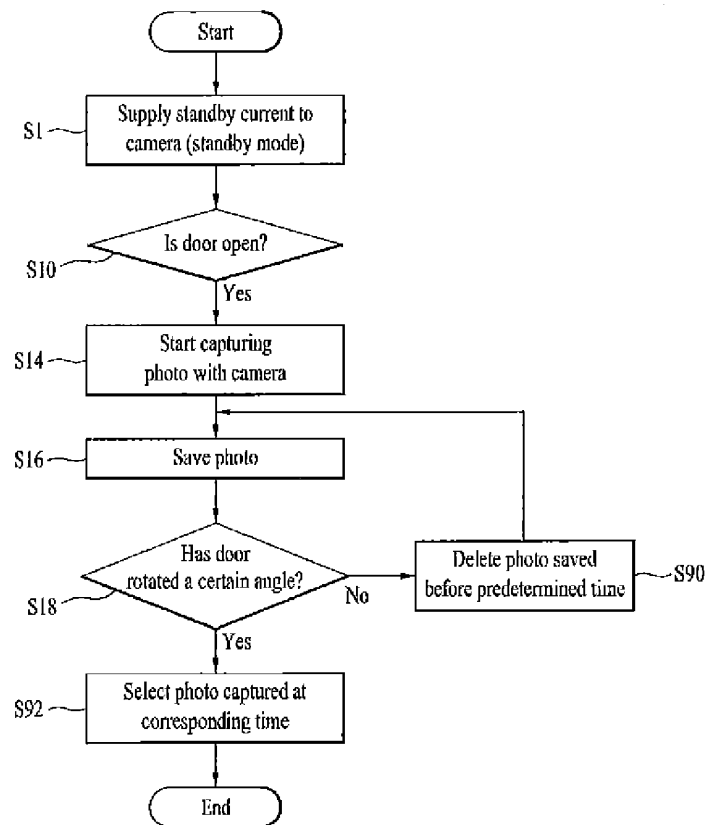 Start
S1
Supply standby current to
camera (standby mode)
S10
Is door open?
Yes
S14
Start capturing
photo with camera
S16
Save photo
S18
Has door
rotated a certain angle?
No
Delete photo saved
before predetermined time
S90
Yes
S92
Select photo captured at
corresponding time
End